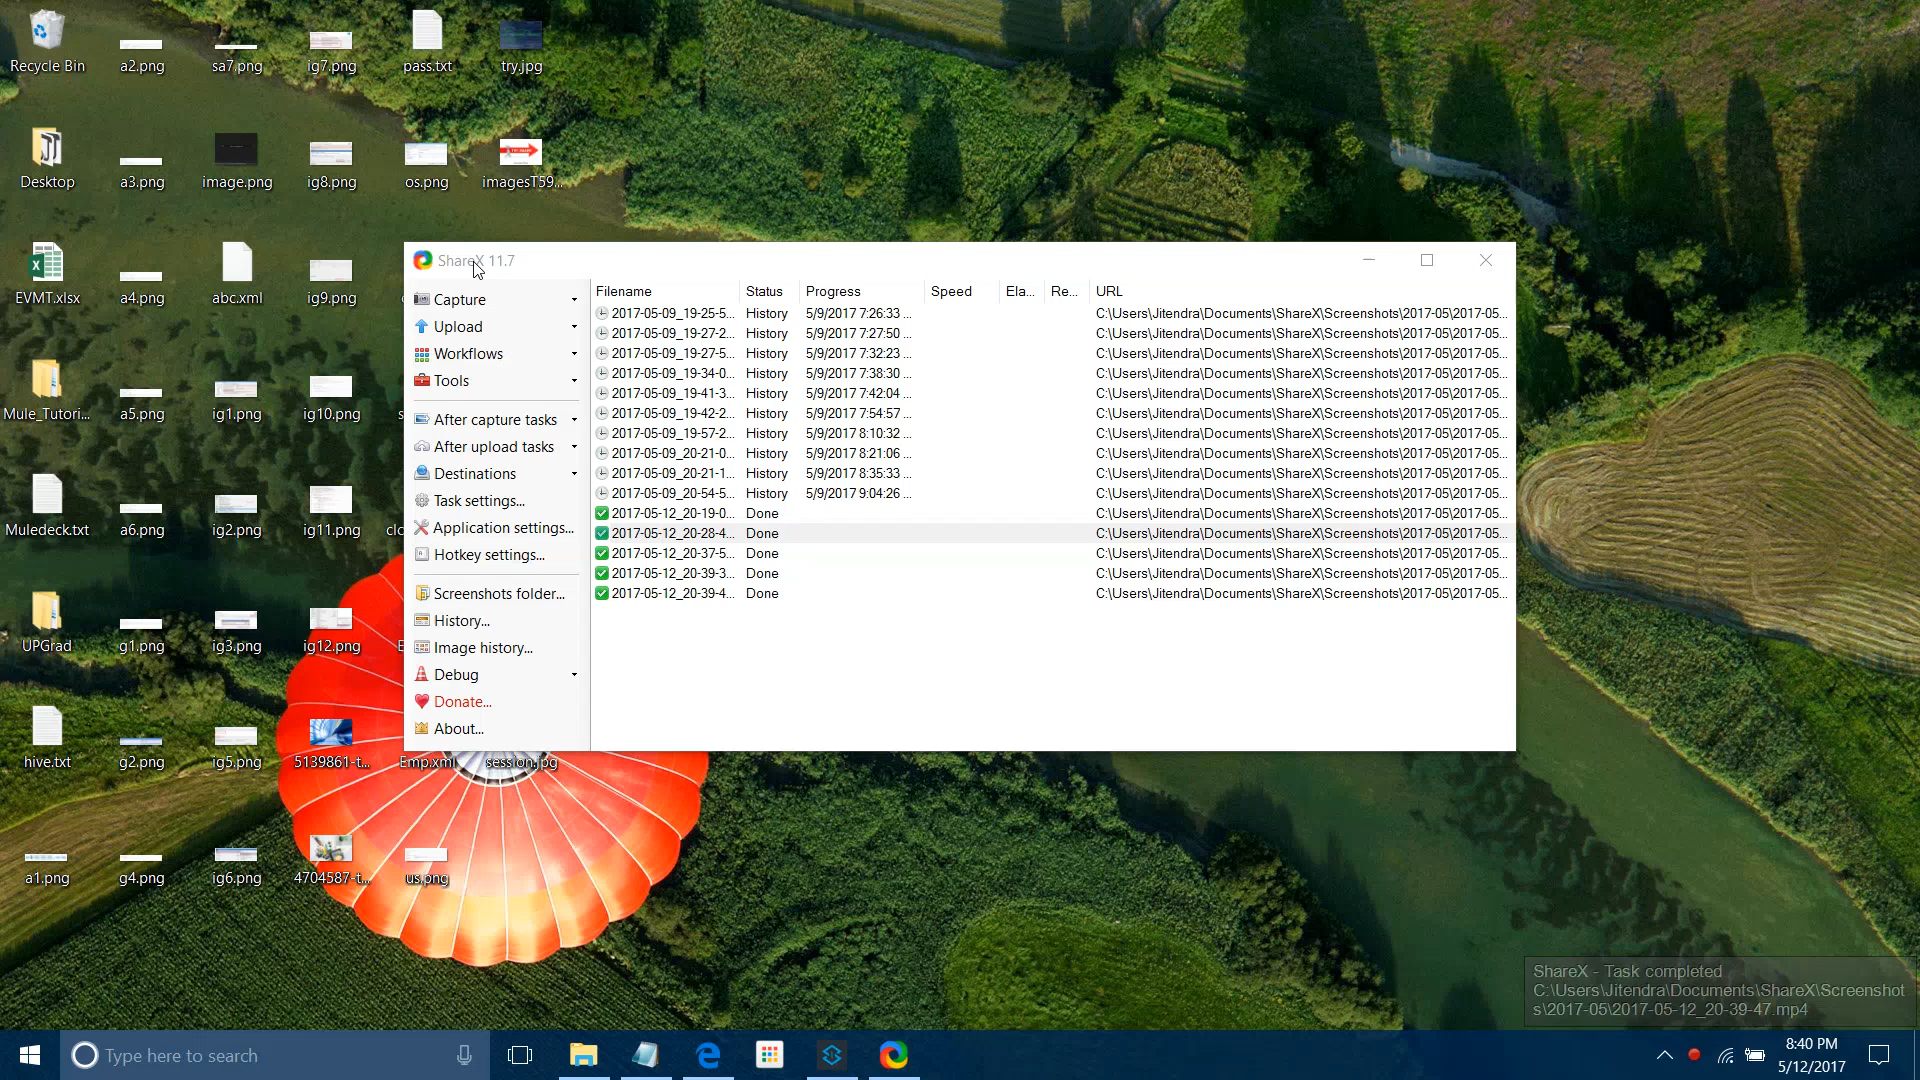 Recycle Bin
a2.png
sa7.png
ig7.png
pass.txt
try.jpg
Desktop
a3.png
image.png
ig8.png
os.png
imagesT59...
EVMT.xlsx
a4.png
abc.xml
ig9.png
Mule_Tutori...
a5.png
ig1.png
ig10.png
Muledeck.txt
a6.png
ig2.png
ig11.png
UPGrad
g1.png
ig3.png
ig12.png
hive.txt
g2.png
ig5.png
5139861-t...
Emp.xml
session.jpg
a1.png
g4.png
ig6.png
4704587-t...
us.png
ShareX 11.7
Capture
Upload
Workflows
Tools
After capture tasks
After upload tasks
Destinations
Task settings...
Application settings...
Hotkey settings...
Screenshots folder...
History...
Image history...
Debug
Donate...
About...
Filename Status Progress Speed Ela... Re... URL
2017-05-09_19-25-5... History 5/9/2017 7:26:33 ... C:\Users\Jitendra\Documents\ShareX\Screenshots\2017-05\2017-05...
2017-05-09_19-27-2... History 5/9/2017 7:27:50 ... C:\Users\Jitendra\Documents\ShareX\Screenshots\2017-05\2017-05...
2017-05-09_19-27-5... History 5/9/2017 7:32:23 ... C:\Users\Jitendra\Documents\ShareX\Screenshots\2017-05\2017-05...
2017-05-09_19-34-0... History 5/9/2017 7:38:30 ... C:\Users\Jitendra\Documents\ShareX\Screenshots\2017-05\2017-05...
2017-05-09_19-41-3... History 5/9/2017 7:42:04 ... C:\Users\Jitendra\Documents\ShareX\Screenshots\2017-05\2017-05...
2017-05-09_19-42-2... History 5/9/2017 7:54:57 ... C:\Users\Jitendra\Documents\ShareX\Screenshots\2017-05\2017-05...
2017-05-09_19-57-2... History 5/9/2017 8:10:32 ... C:\Users\Jitendra\Documents\ShareX\Screenshots\2017-05\2017-05...
2017-05-09_20-21-0... History 5/9/2017 8:21:06 ... C:\Users\Jitendra\Documents\ShareX\Screenshots\2017-05\2017-05...
2017-05-09_20-21-1... History 5/9/2017 8:35:33 ... C:\Users\Jitendra\Documents\ShareX\Screenshots\2017-05\2017-05...
2017-05-09_20-54-5... History 5/9/2017 9:04:26 ... C:\Users\Jitendra\Documents\ShareX\Screenshots\2017-05\2017-05...
2017-05-12_20-19-0... Done C:\Users\Jitendra\Documents\ShareX\Screenshots\2017-05\2017-05...
2017-05-12_20-28-4... Done C:\Users\Jitendra\Documents\ShareX\Screenshots\2017-05\2017-05...
2017-05-12_20-37-5... Done C:\Users\Jitendra\Documents\ShareX\Screenshots\2017-05\2017-05...
2017-05-12_20-39-3... Done C:\Users\Jitendra\Documents\ShareX\Screenshots\2017-05\2017-05...
2017-05-12_20-39-4... Done C:\Users\Jitendra\Documents\ShareX\Screenshots\2017-05\2017-05...
ShareX - Task completed
C:\Users\Jitendra\Documents\ShareX\Screenshot
s\2017-05\2017-05-12_20-39-47.mp4
Type here to search
8:40 PM
5/12/2017